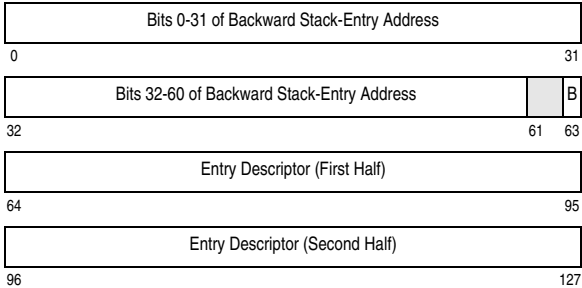 Bits 0-31 of Backward Stack-Entry Address
0 31
Bits 32-60 of Backward Stack-Entry Address B
32 61 63
Entry Descriptor (First Half)
64 95
Entry Descriptor (Second Half)
96 127